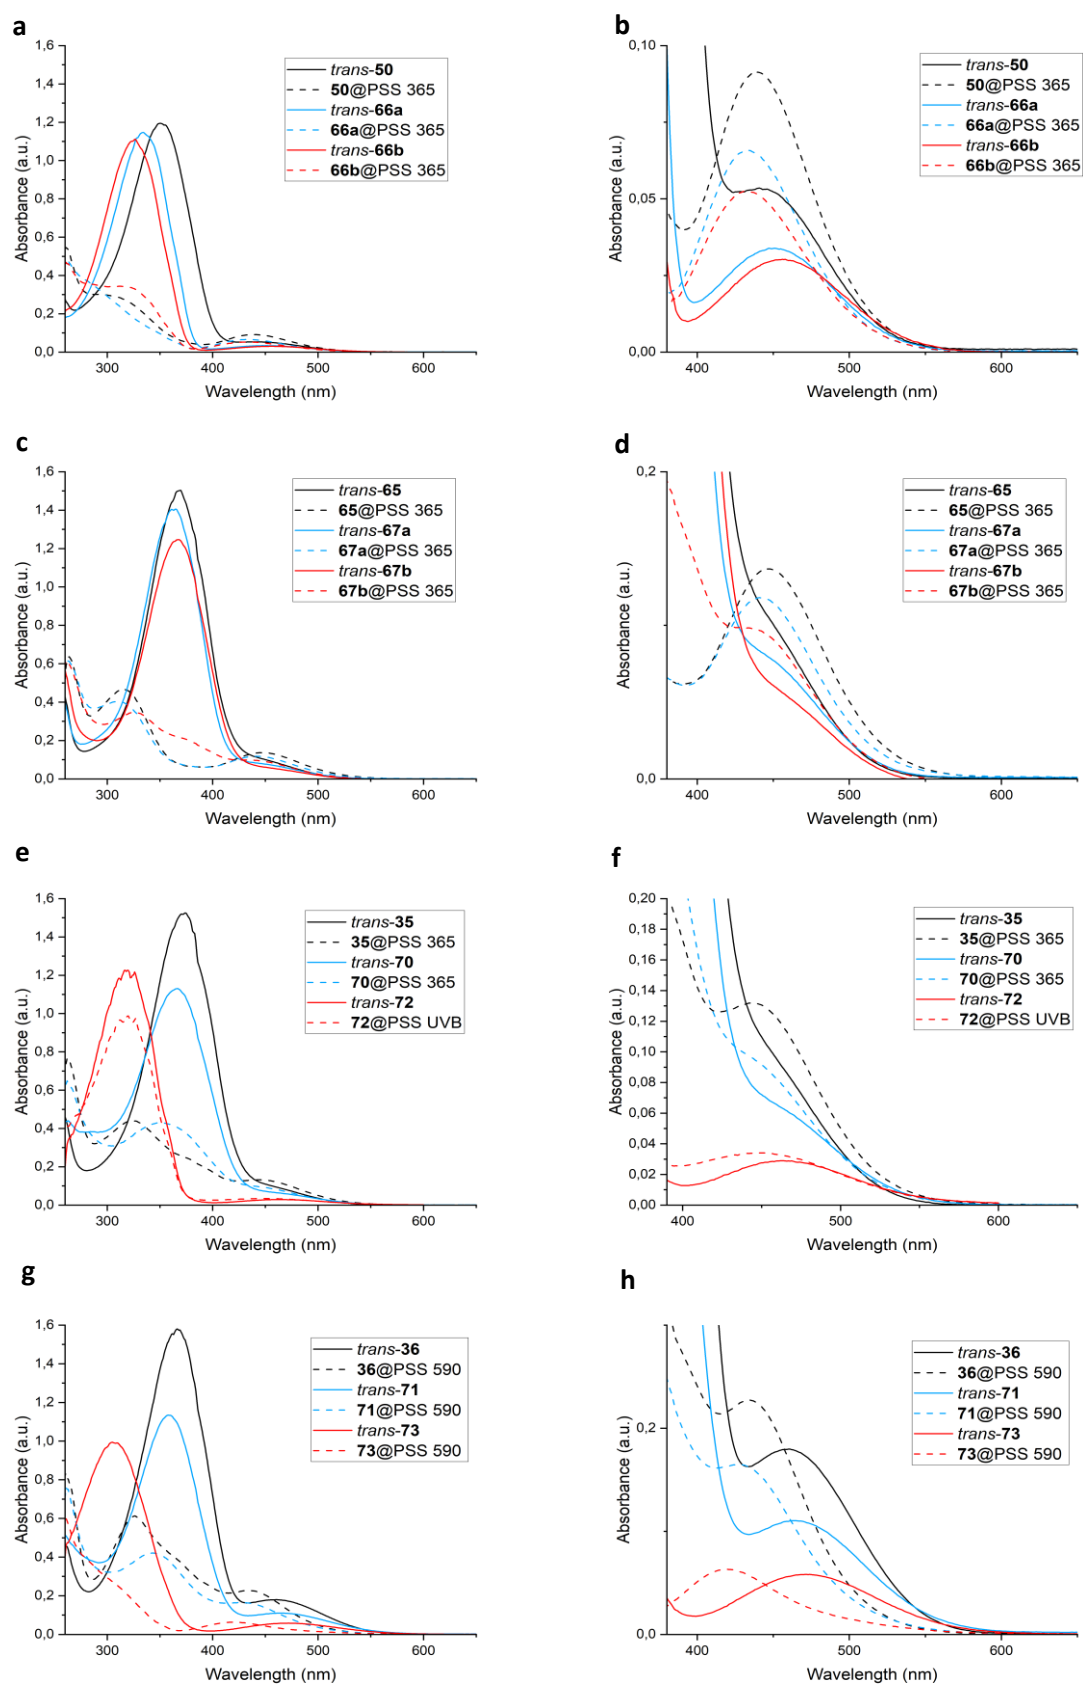 a
1,6
1,4
1,2
1,0
0,8
0,6
0,4
0,2
0,0
300
400
500
600
Absorbance (a.u.)
Wavelength (nm)
trans-50
50@PSS 365
trans-66a
66a@PSS 365
trans-66b
66b@PSS 365
b
0,10
0,05
0,00
400
500
600
Absorbance (a.u.)
Wavelength (nm)
trans-50
50@PSS 365
trans-66a
66a@PSS 365
trans-66b
66b@PSS 365
c
1,6
1,4
1,2
1,0
0,8
0,6
0,4
0,2
0,0
300
400
500
600
Absorbance (a.u.)
Wavelength (nm)
trans-65
65@PSS 365
trans-67a
67a@PSS 365
trans-67b
67b@PSS 365
d
0,2
0,0
400
500
600
Absorbance (a.u.)
Wavelength (nm)
trans-65
65@PSS 365
trans-67a
67a@PSS 365
trans-67b
67b@PSS 365
e
1,6
1,4
1,2
1,0
0,8
0,6
0,4
0,2
0,0
300
400
500
600
Absorbance (a.u.)
Wavelength (nm)
trans-35
35@PSS 365
trans-70
70@PSS 365
trans-72
72@PSS UVB
f
0,20
0,18
0,16
0,14
0,12
0,10
0,08
0,06
0,04
0,02
0,00
400
500
600
Absorbance (a.u.)
Wavelength (nm)
trans-35
35@PSS 365
trans-70
70@PSS 365
trans-72
72@PSS UVB
g
1,6
1,4
1,2
1,0
0,8
0,6
0,4
0,2
0,0
300
400
500
600
Absorbance (a.u.)
Wavelength (nm)
trans-36
36@PSS 590
trans-71
71@PSS 590
trans-73
73@PSS 590
h
0,2
0,0
400
500
600
Absorbance (a.u.)
Wavelength (nm)
trans-36
36@PSS 590
trans-71
71@PSS 590
trans-73
73@PSS 590